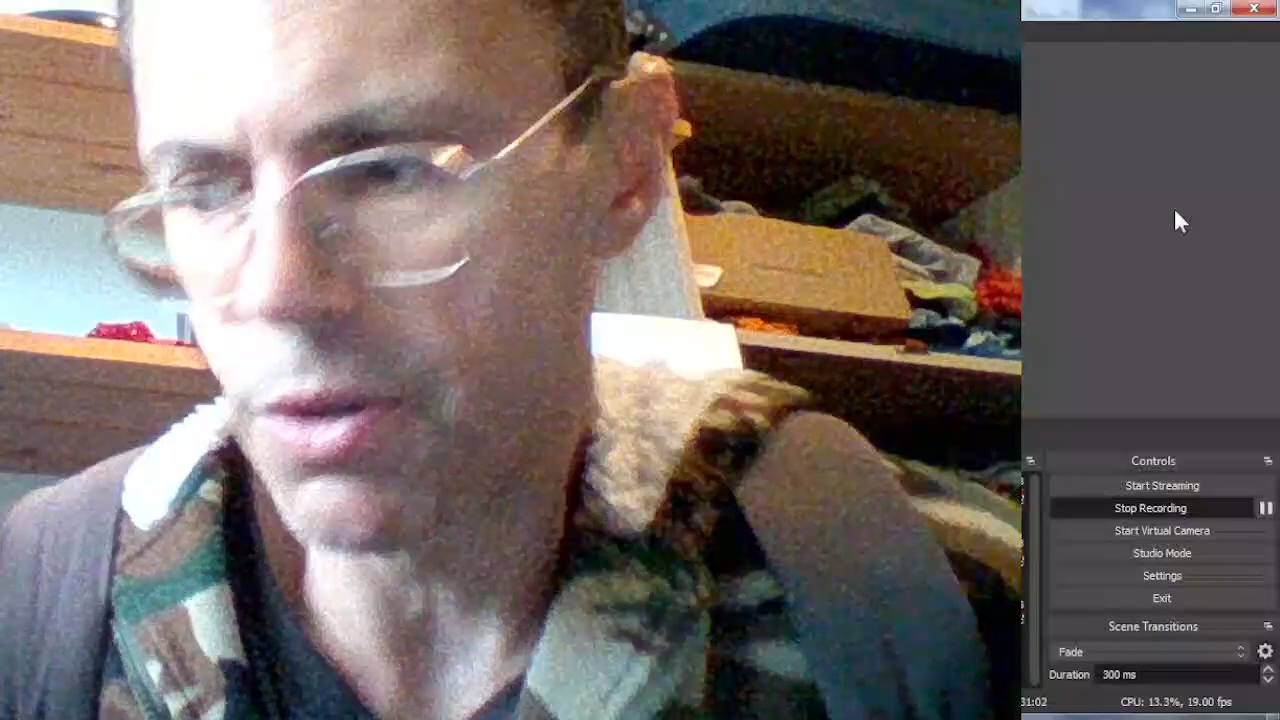 Controls
Start Streaming
Stop Recording
Start Virtual Camera
Studio Mode
Settings
Exit
Scene Transitions
Fade
Duration 300 ms
31:02 CPU: 13.3%, 19.00 fps